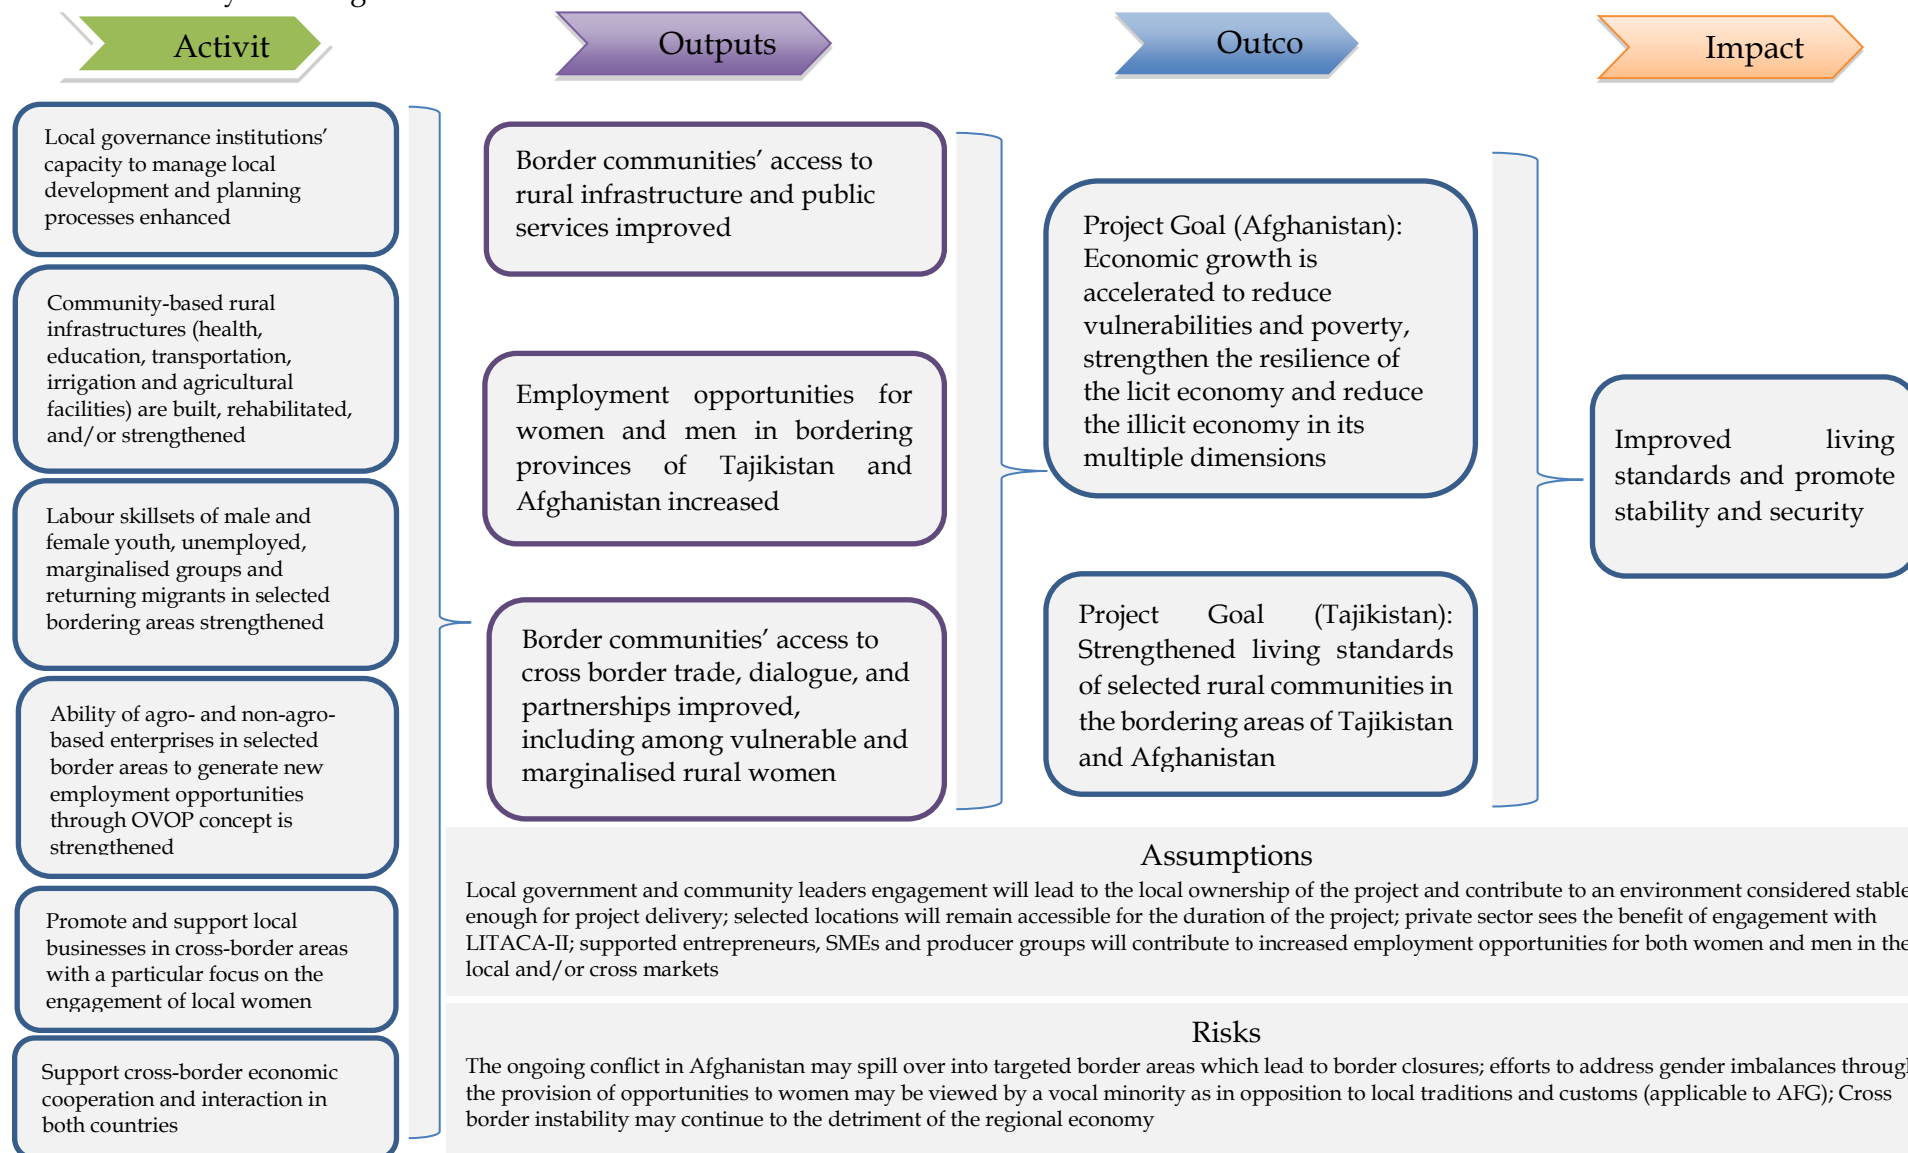 Activit
Outputs
Outco
Impact
Local governance institutions’
capacity to manage local
development and planning
processes enhanced
Community-based rural
infrastructures (health,
education, transportation,
irrigation and agricultural
facilities) are built, rehabilitated,
and/or strengthened
Labour skillsets of male and
female youth, unemployed,
marginalised groups and
returning migrants in selected
bordering areas strengthened
Ability of agro- and non-agro-
based enterprises in selected
border areas to generate new
employment opportunities
through OVOP concept is
strengthened
Promote and support local
businesses in cross-border areas
with a particular focus on the
engagement of local women
Support cross-border economic
cooperation and interaction in
both countries
Border communities’ access to
rural infrastructure and public
services improved
Employment opportunities for
women and men in bordering
provinces of Tajikistan and
Afghanistan increased
Border communities’ access to
cross border trade, dialogue, and
partnerships improved,
including among vulnerable and
marginalised rural women
Project Goal (Afghanistan):
Economic growth is
accelerated to reduce
vulnerabilities and poverty,
strengthen the resilience of
the licit economy and reduce
the illicit economy in its
multiple dimensions
Project Goal (Tajikistan):
Strengthened living standards
of selected rural communities in
the bordering areas of Tajikistan
and Afghanistan
Improved living
standards and promote
stability and security
Assumptions
Local government and community leaders engagement will lead to the local ownership of the project and contribute to an environment considered stable
enough for project delivery; selected locations will remain accessible for the duration of the project; private sector sees the benefit of engagement with
LITACA-II; supported entrepreneurs, SMEs and producer groups will contribute to increased employment opportunities for both women and men in the
local and/or cross markets
Risks
The ongoing conflict in Afghanistan may spill over into targeted border areas which lead to border closures; efforts to address gender imbalances through
the provision of opportunities to women may be viewed by a vocal minority as in opposition to local traditions and customs (applicable to AFG); Cross
border instability may continue to the detriment of the regional economy